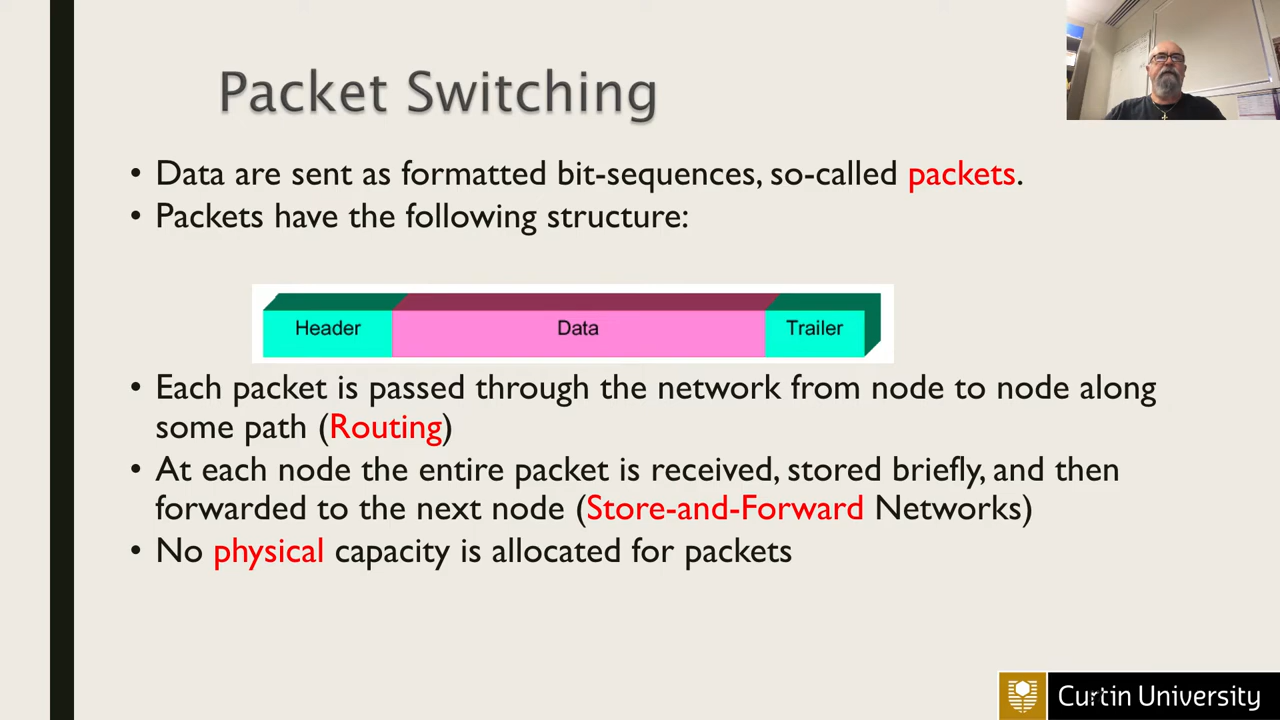 Packet Switching
• Data are sent as formatted bit-sequences, so-called packets.
• Packets have the following structure:
Header Data Trailer
• Each packet is passed through the network from node to node along
some path (Routing)
• At each node the entire packet is received, stored briefly, and then
forwarded to the next node (Store-and-Forward Networks)
• No physical capacity is allocated for packets
Curtin University